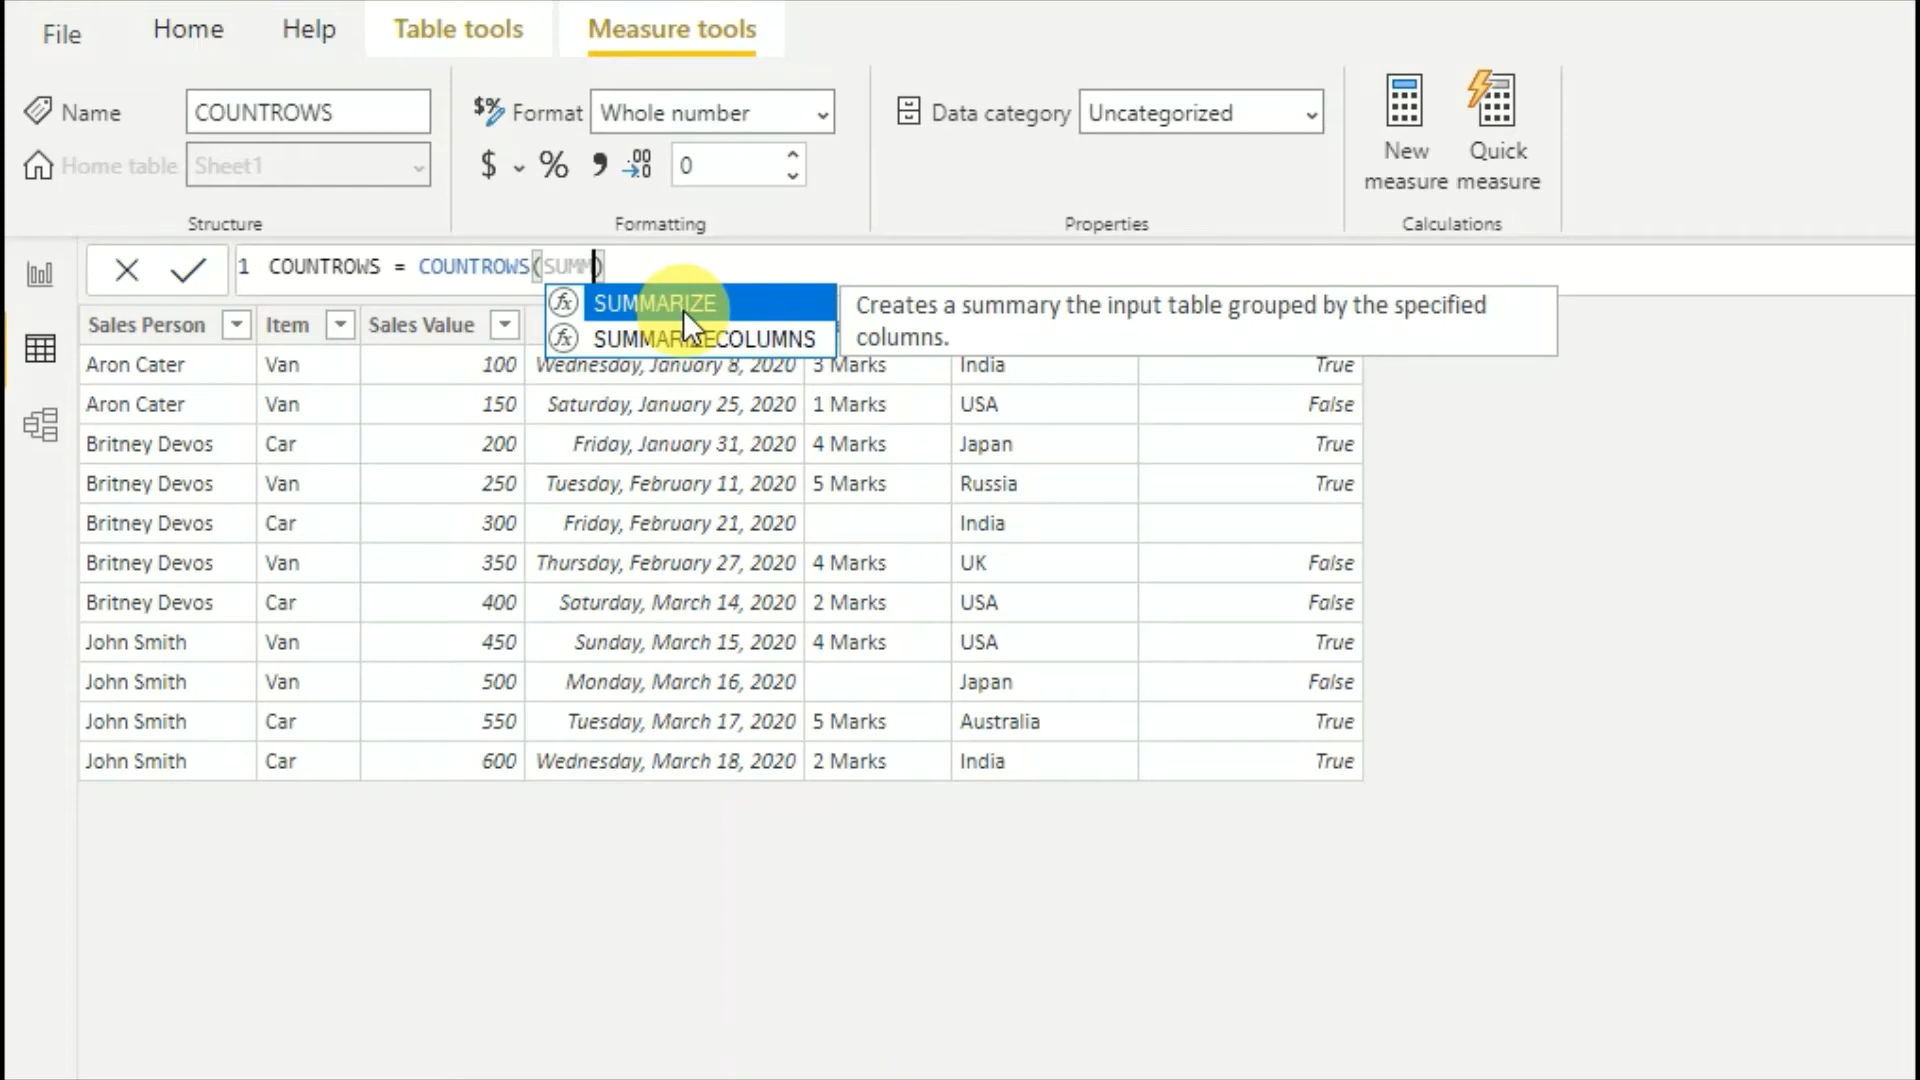 File Home Help Table tools Measure tools
Name COUNTROWS $% Format Whole number Data category Uncategorized
Home table Sheet1 $ % 9 .00 →.0 0 New measure Quick measure
Structure Formatting Properties Calculations
1 COUNTROWS = COUNTROWS(SUMM)
SUMMARIZE Creates a summary the input table grouped by the specified
SUMMARIZECOLUMNS columns.
Sales Person Item Sales Value
Aron Cater Van 100 Wednesday, January 8, 2020 3 Marks India True
Aron Cater Van 150 Saturday, January 25, 2020 1 Marks USA False
Britney Devos Car 200 Friday, January 31, 2020 4 Marks Japan True
Britney Devos Van 250 Tuesday, February 11, 2020 5 Marks Russia True
Britney Devos Car 300 Friday, February 21, 2020 India
Britney Devos Van 350 Thursday, February 27, 2020 4 Marks UK False
Britney Devos Car 400 Saturday, March 14, 2020 2 Marks USA False
John Smith Van 450 Sunday, March 15, 2020 4 Marks USA True
John Smith Van 500 Monday, March 16, 2020 Japan False
John Smith Car 550 Tuesday, March 17, 2020 5 Marks Australia True
John Smith Car 600 Wednesday, March 18, 2020 2 Marks India True